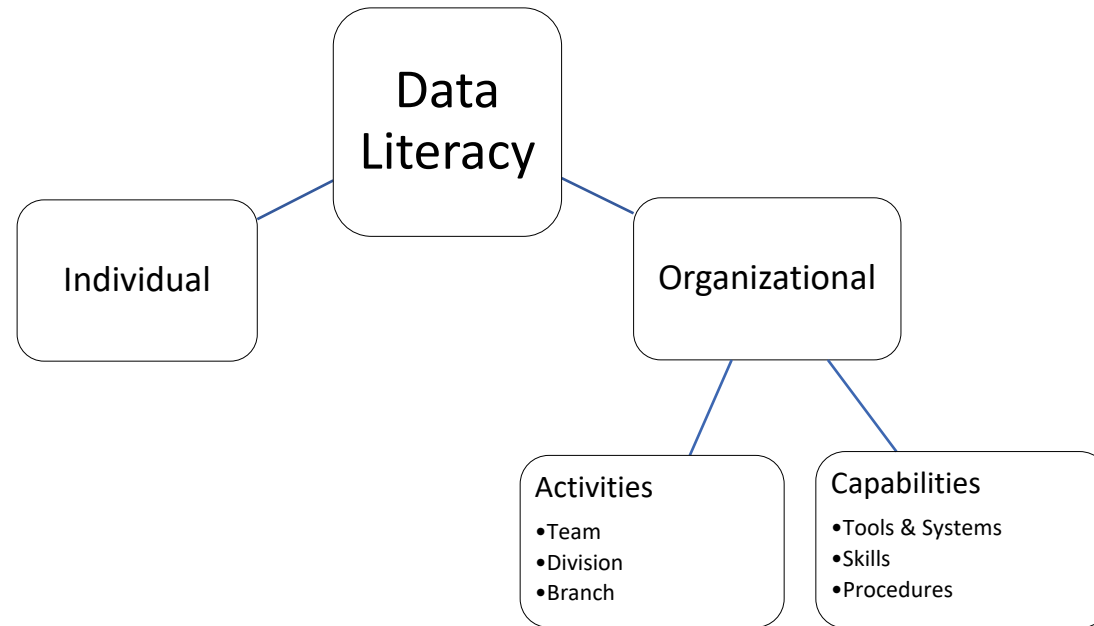 Data
Literacy
Individual
Organizational
Activities
•Team
•Division
•Branch
Capabilities
•Tools & Systems
•Skills
•Procedures